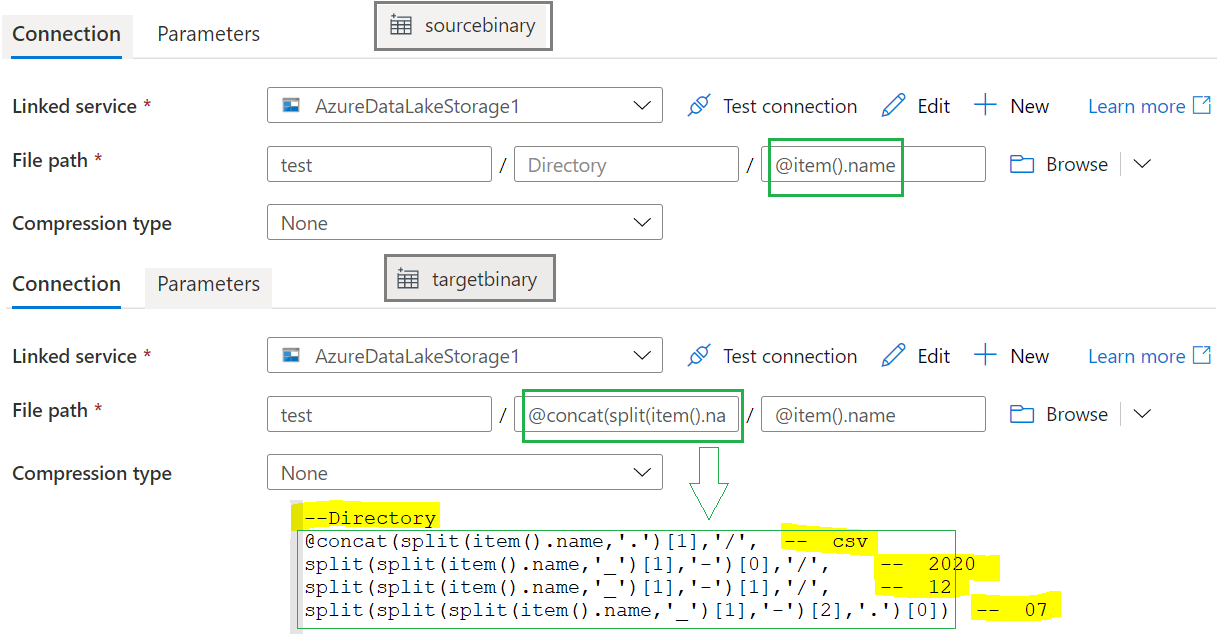 Connection Parameters sourcebinary
Linked service * AzureDataLakeStorage1 Test connection Edit New Learn more
File path * test / Directory / @item().name Browse
Compression type None
Connection Parameters targetbinary
Linked service * AzureDataLakeStorage1 Test connection Edit New Learn more
File path * test / @concat(split(item().na / @item().name Browse
Compression type None
--Directory
@concat(split(item().name,'.')[1],'/', -- csv
split(split(item().name,'_')[1],'-')[0],'/', -- 2020
split(split(item().name,'_')[1],'-')[1],'/', -- 12
split(split(split(item().name,'_')[1],'-')[2],'.')[0]) -- 07